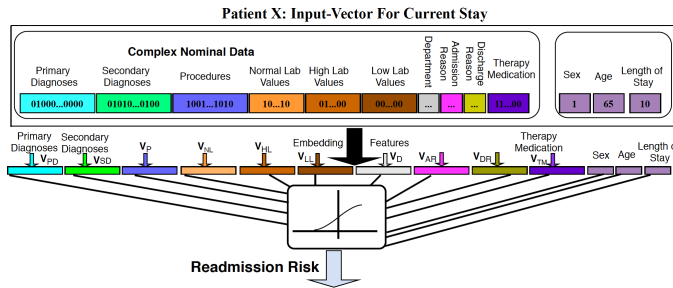 Patient X: Input-Vector For Current Stay
Complex Nominal Data
Primary Diagnoses
Secondary Diagnoses
Procedures
Normal Lab Values
High Lab Values
Low Lab Values
Department
Admission Reason
Discharge Reason
Therapy Medication
Sex
Age
Length of Stay
01000...0000
01010...0100
1001...1010
10...10
01...00
00...00
...
...
...
11...00
1
65
10
Primary Diagnoses
Secondary Diagnoses
Embedding
Features
Therapy Medication
Sex
Age
Length of Stay
VPD
VSD
VP
VNL
VHL
VLL
VD
VAR
VDR
VTM
Readmission Risk